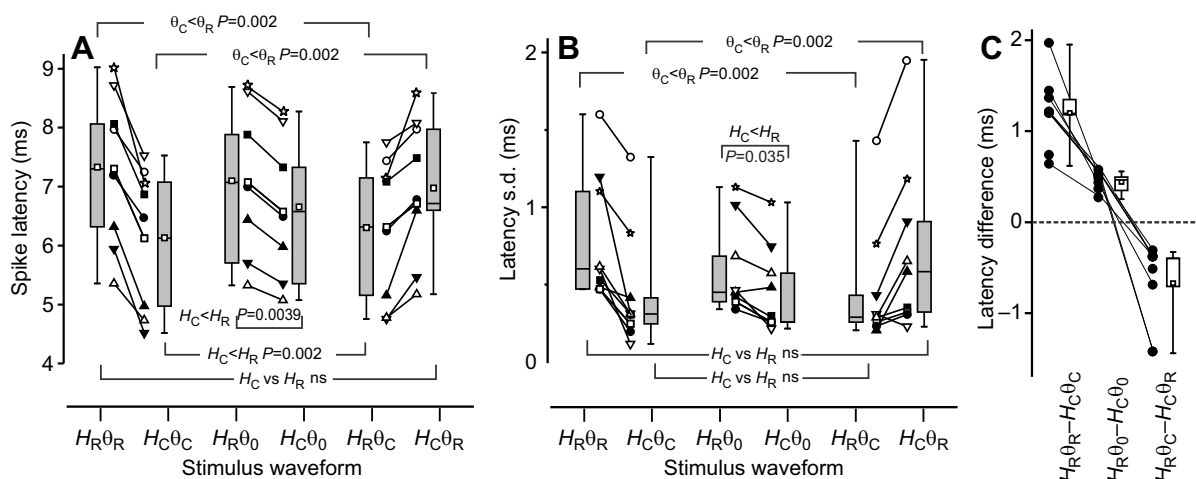 A
θC<θR P=0.002
θC<θR P=0.002
Spike latency (ms)
9
8
7
6
5
4
HC<HR P=0.0039
HC<HR P=0.002
HC vs HR ns
HRθR HCθC HRθ0 HCθ0 HRθC HCθR
Stimulus waveform
B
θC<θR P=0.002
θC<θR P=0.002
Latency s.d. (ms)
2
1
0
HC<HR
P=0.035
HC vs HR ns
HC vs HR ns
HRθR HCθC HRθ0 HCθ0 HRθC HCθR
Stimulus waveform
C
Latency difference (ms)
2
1
0
−1
HRθR−HCθC
HRθ0−HCθ0
HRθC−HCθR